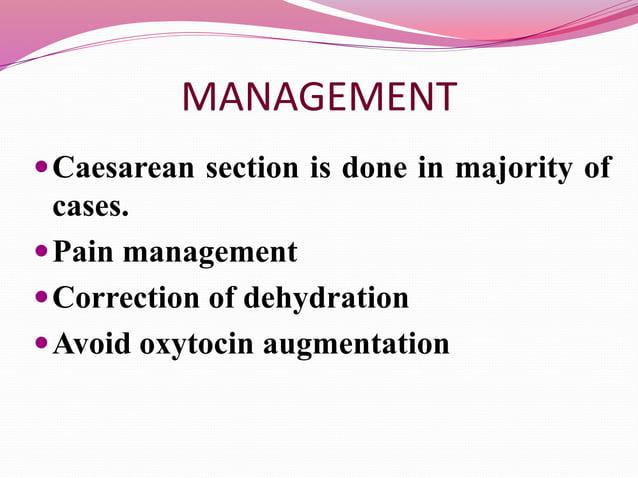 MANAGEMENT
•Caesarean section is done in majority of
cases.
•Pain management
•Correction of dehydration
•Avoid oxytocin augmentation